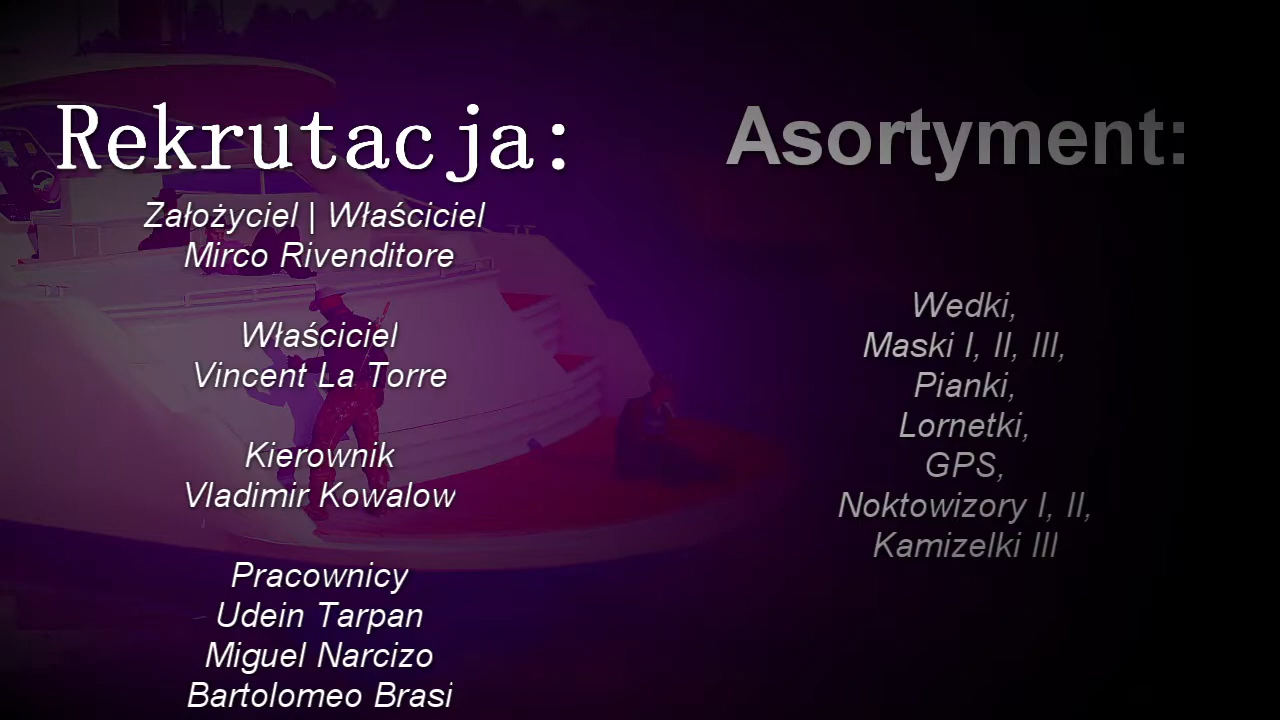 Rekrutacja:
Założyciel | Właściciel
Mirco Rivenditore
Właściciel
Vincent La Torre
Kierownik
Vladimir Kowalow
Pracownicy
Udein Tarpan
Miguel Narcizo
Bartolomeo Brasi
Asortyment:
Wedki,
Maski I, II, III,
Pianki,
Lornetki,
GPS,
Noktowizory I, II,
Kamizelki III